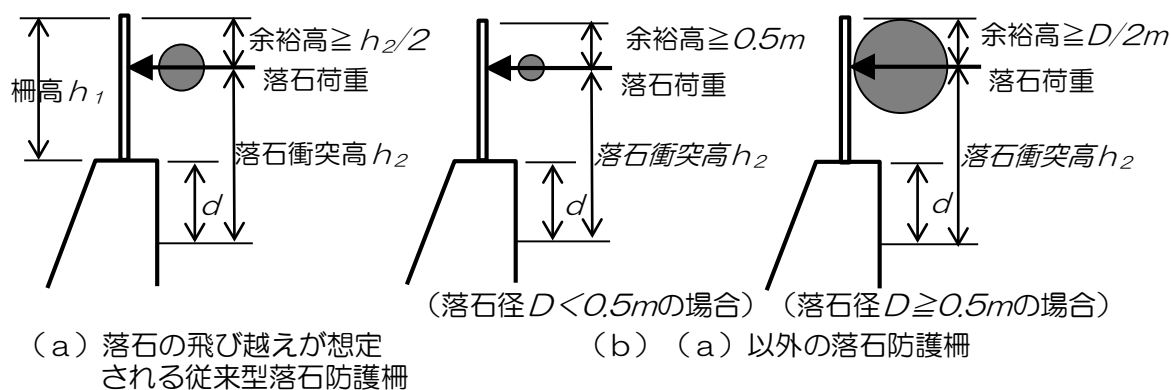 余裕高≧h₂/2
落石荷重
柵高h₁
落石衝突高h₂
d
余裕高≧0.5m
落石荷重
落石衝突高h₂
d
余裕高≧D/2m
落石荷重
落石衝突高h₂
d
（落石径D<0.5mの場合）
（落石径D≧0.5mの場合）
（a）落石の飛び越えが想定
される従来型落石防護柵
（b）（a）以外の落石防護柵